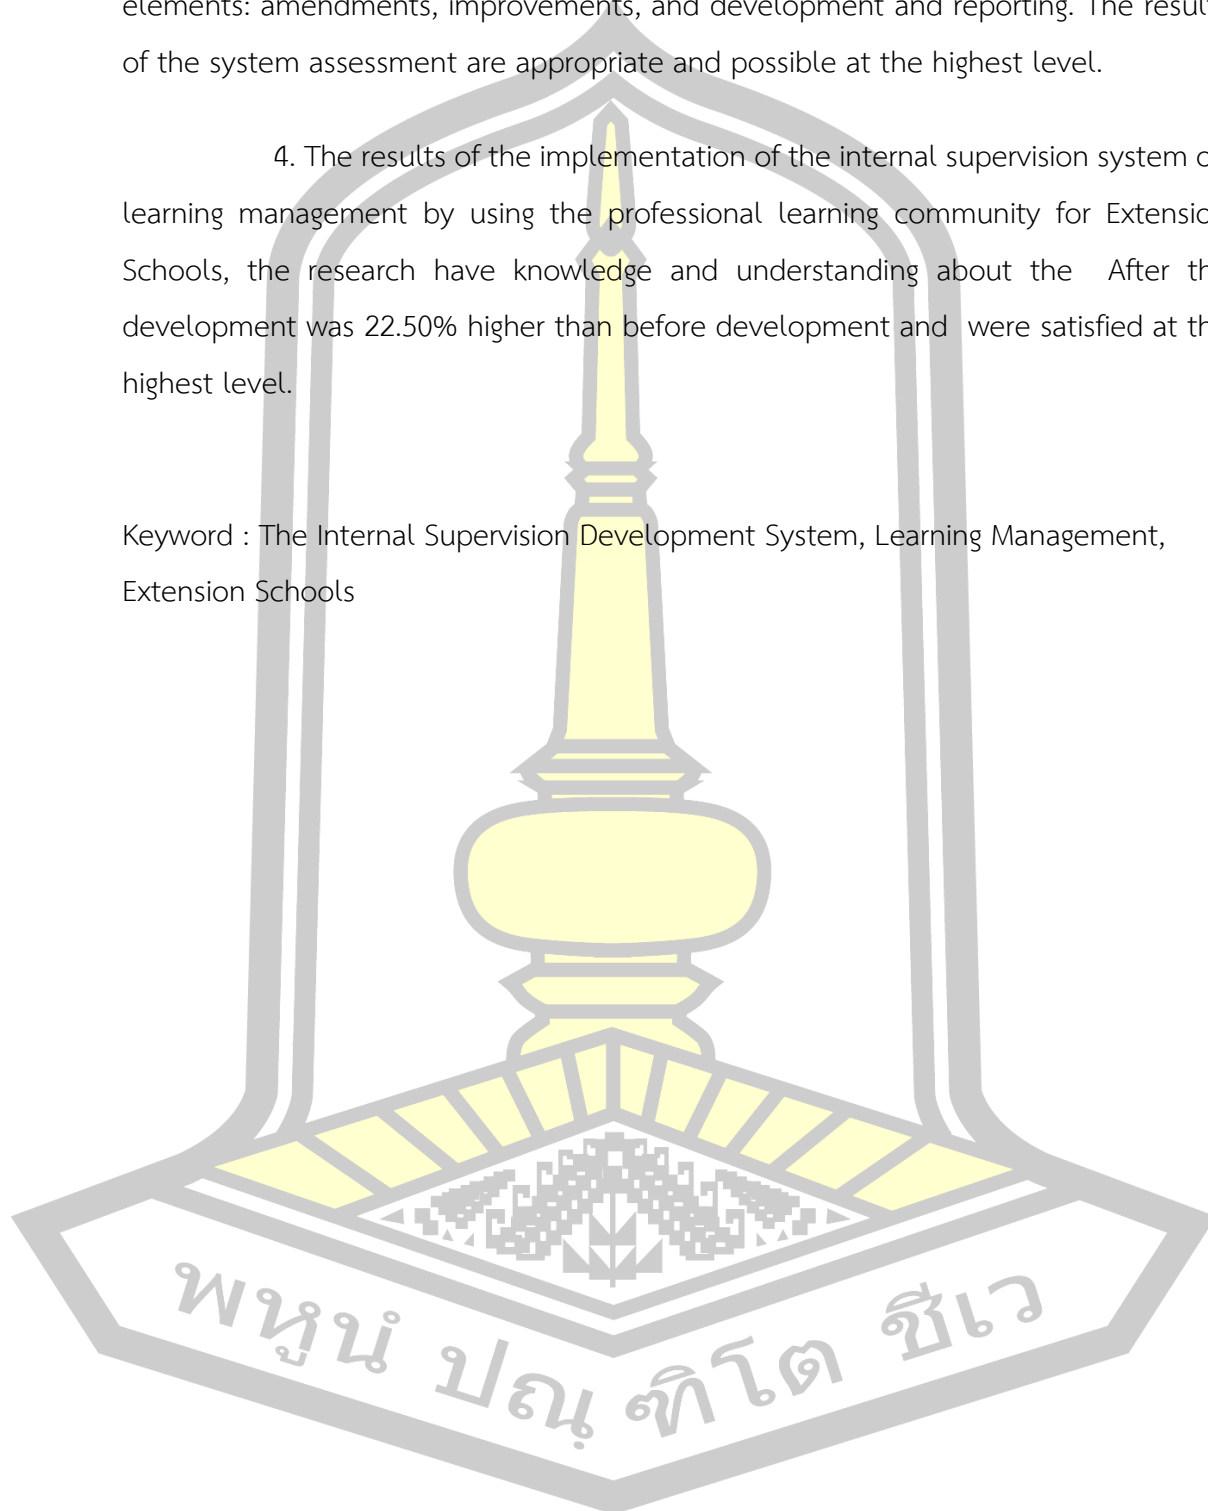 elements: amendments, improvements, and development and reporting. The result
of the system assessment are appropriate and possible at the highest level.
4. The results of the implementation of the internal supervision system
learning management by using the professional learning community for
Schools, the research have knowledge and understanding about the After
development was 22.50% higher than before development and were satisfied at
highest level.
Keyword : The Internal Supervision Development System, Learning Management,
Extension Schools
พหูนํ ปณฺฑิโต ชีเว